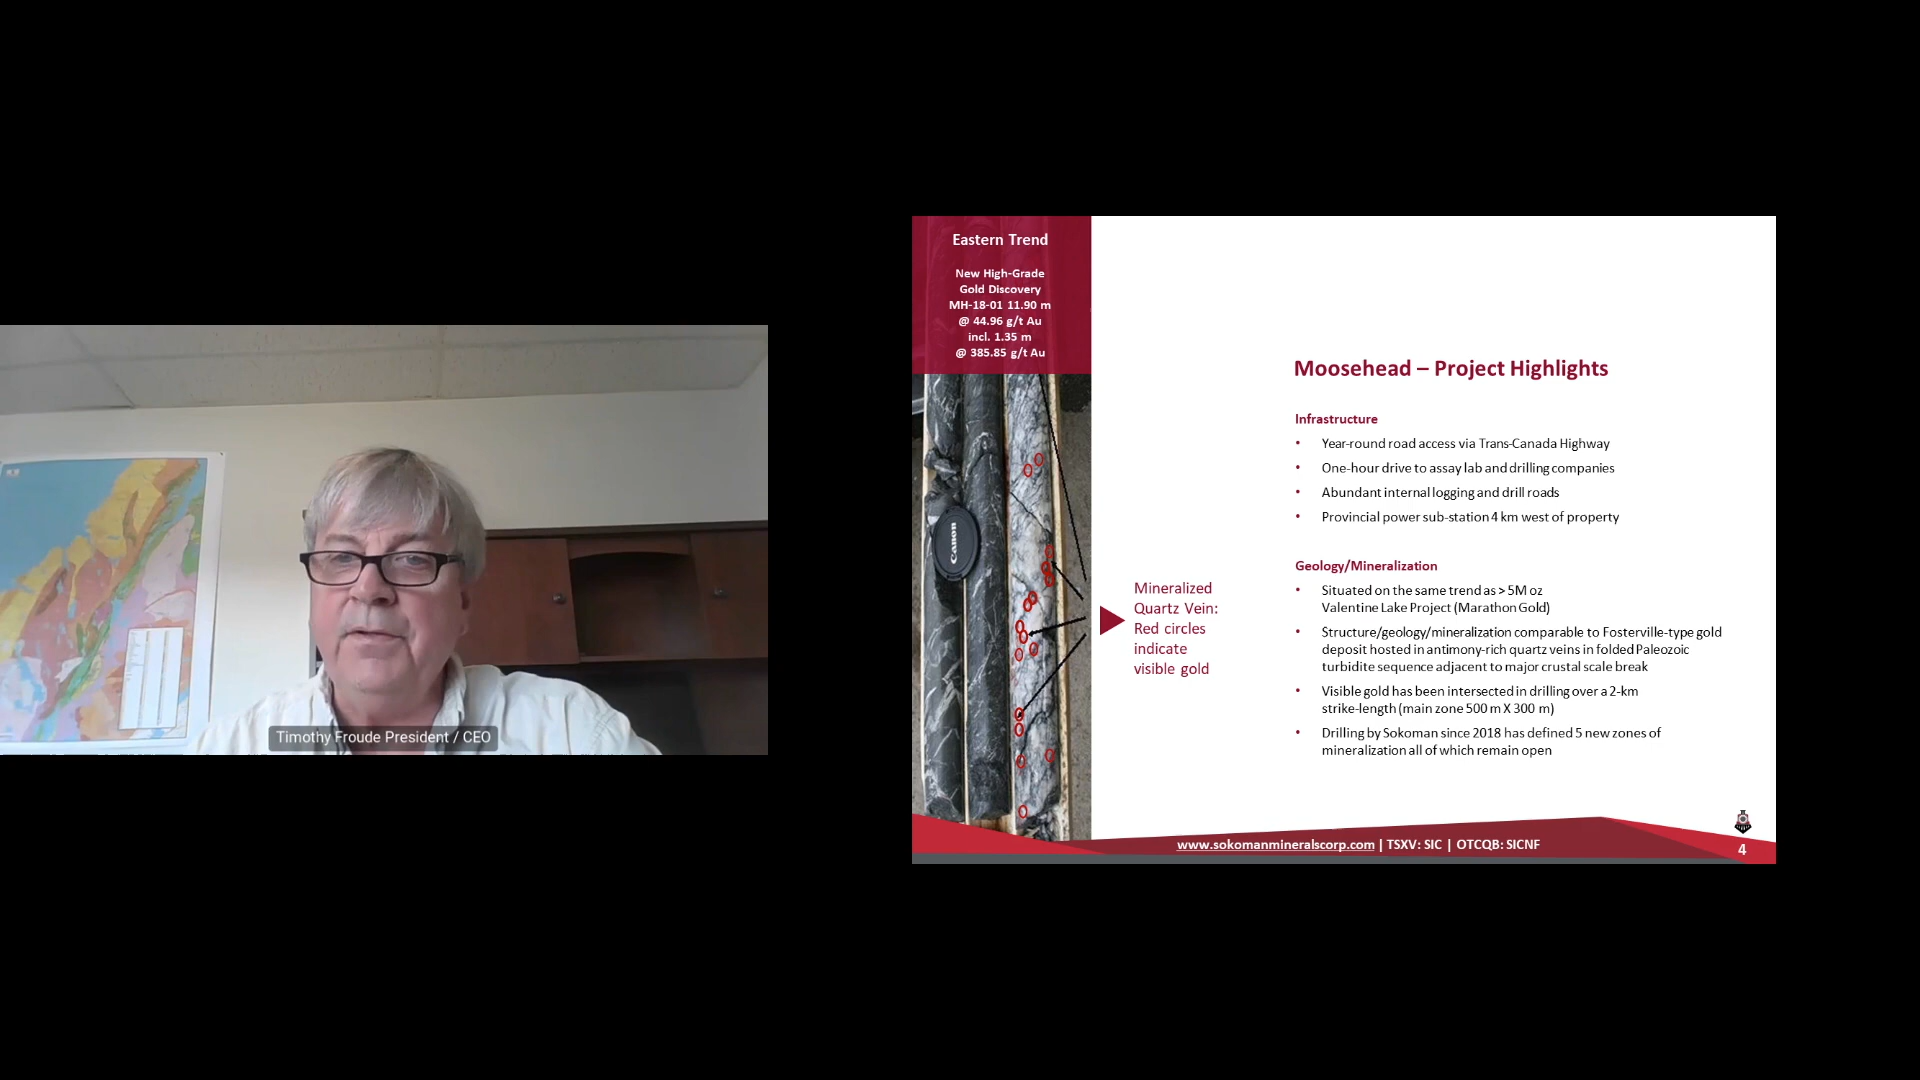 Timothy Froude President / CEO
Eastern Trend
New High-Grade
Gold Discovery
MH-18-01 11.90 m
@ 44.96 g/t Au
incl. 1.35 m
@ 385.85 g/t Au
Canon
Mineralized
Quartz Vein:
Red circles
indicate
visible gold
Moosehead – Project Highlights
Infrastructure
• Year-round road access via Trans-Canada Highway
• One-hour drive to assay lab and drilling companies
• Abundant internal logging and drill roads
• Provincial power sub-station 4 km west of property
Geology/Mineralization
• Situated on the same trend as > 5M oz
Valentine Lake Project (Marathon Gold)
• Structure/geology/mineralization comparable to Fosterville-type gold
deposit hosted in antimony-rich quartz veins in folded Paleozoic
turbidite sequence adjacent to major crustal scale break
• Visible gold has been intersected in drilling over a 2-km
strike-length (main zone 500 m X 300 m)
• Drilling by Sokoman since 2018 has defined 5 new zones of
mineralization all of which remain open
www.sokomanmineralscorp.com | TSXV: SIC | OTCQB: SICNF
4